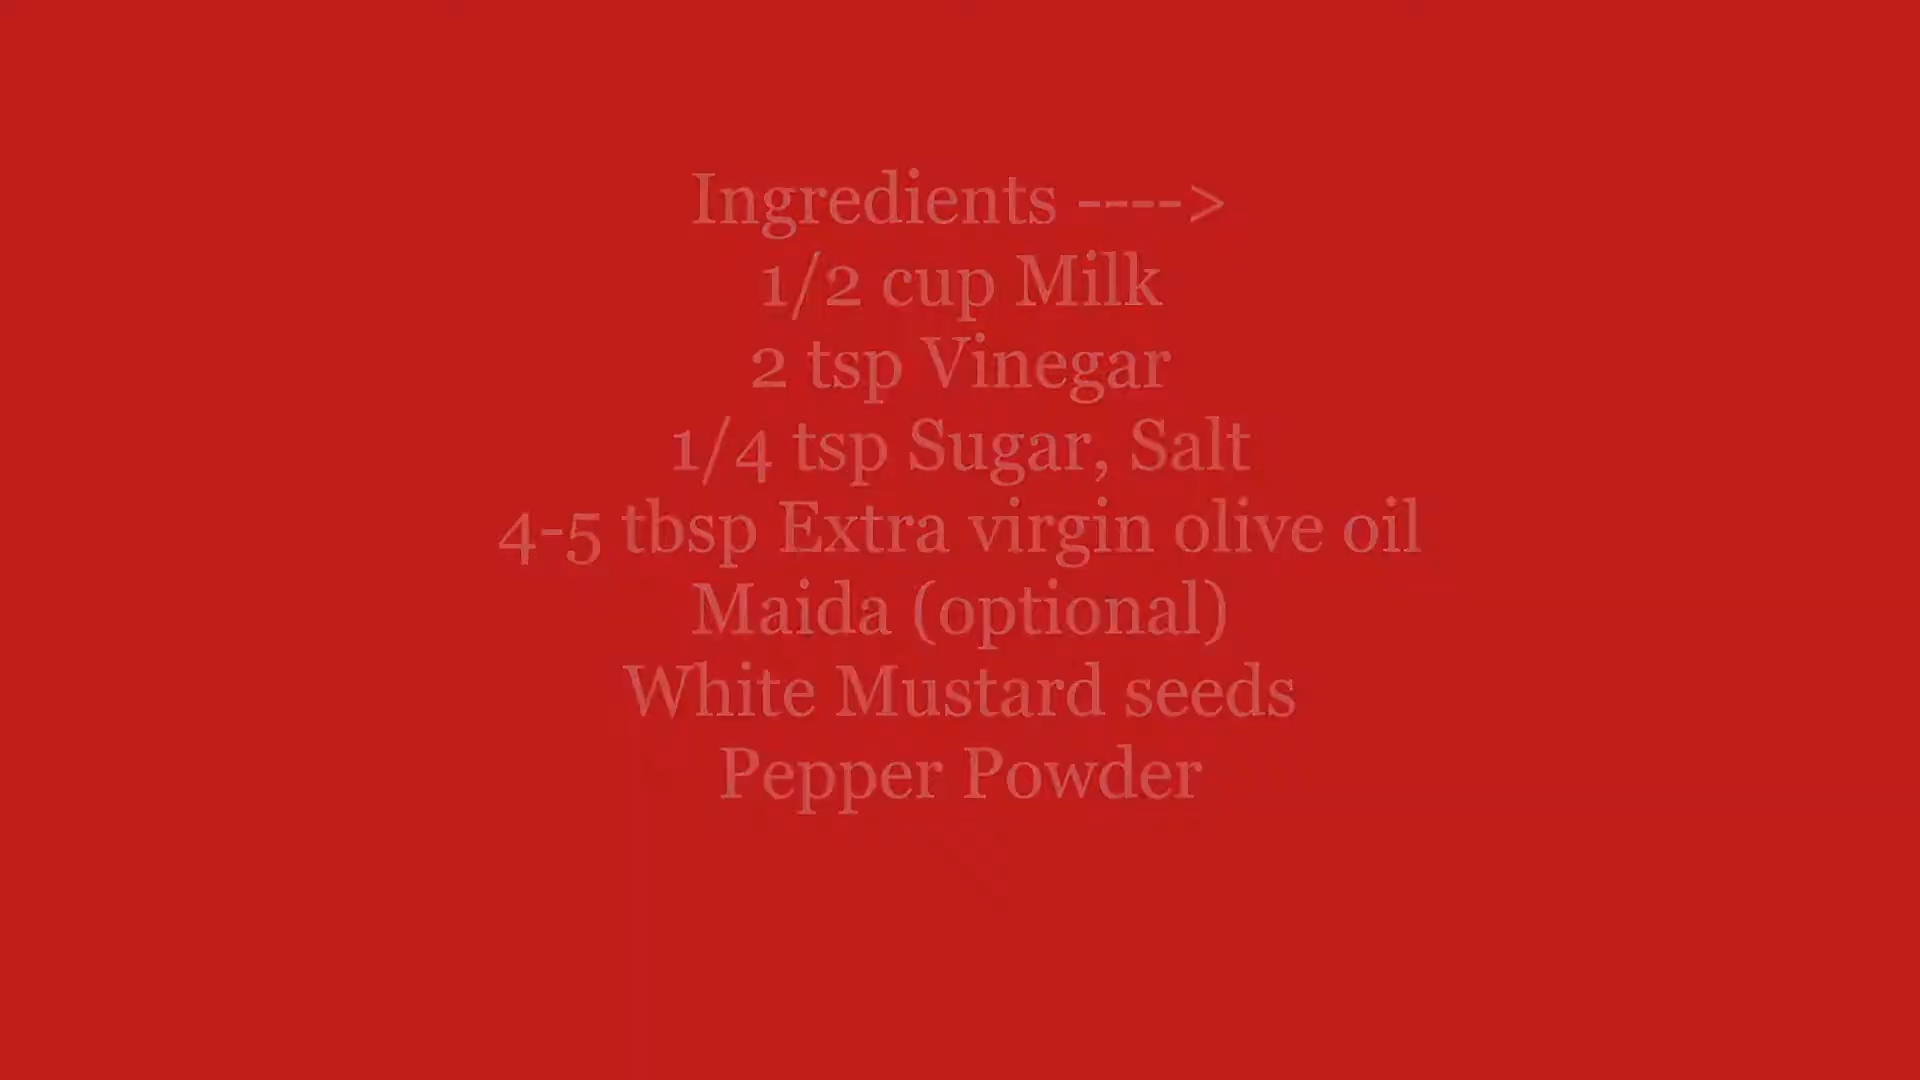 Ingredients ---->
1/2 cup Milk
2 tsp Vinegar
1/4 tsp Sugar, Salt
4-5 tbsp Extra virgin olive oil
Maida (optional)
White Mustard seeds
Pepper Powder